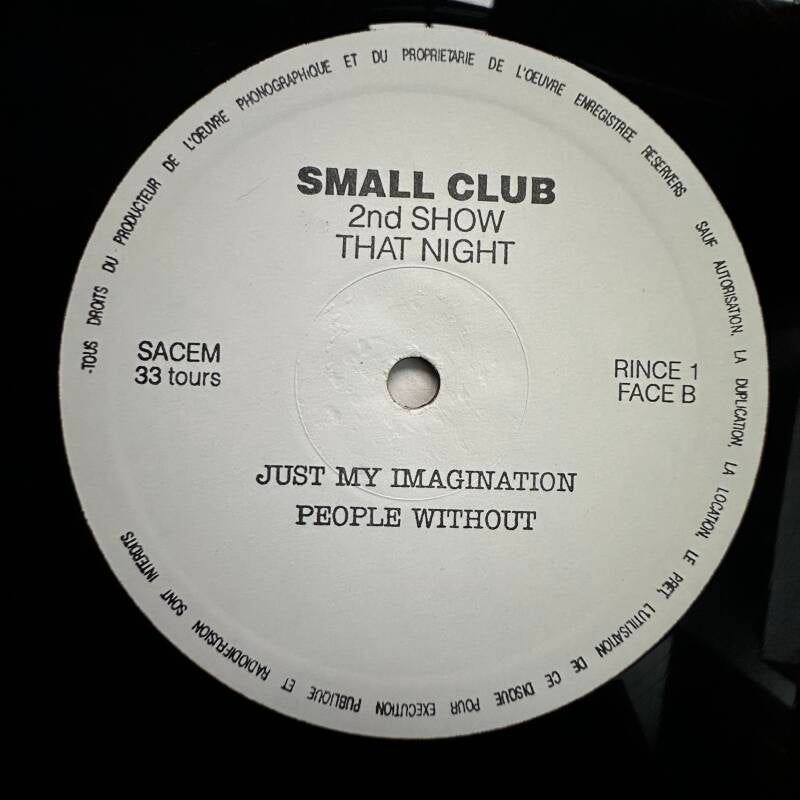 -TOUS DROITS DU PRODUCTEUR DE L'OEUVRE PHONOGRAPHIQUE ET DU PROPRIETARIE DE L'OEUVRE ENREGISTREE RESERVERS SAUF AUTORISATION, LA DUPLICATION, LA LOCATION, LE PRET, L'UTILISATION DE CE DISQUE POUR EXECUTION PUBLIQUE ET RADIODIFFUSION SONT INTERDITS
SMALL CLUB
2nd SHOW
THAT NIGHT
SACEM
33 tours
RINCE 1
FACE B
JUST MY IMAGINATION
PEOPLE WITHOUT